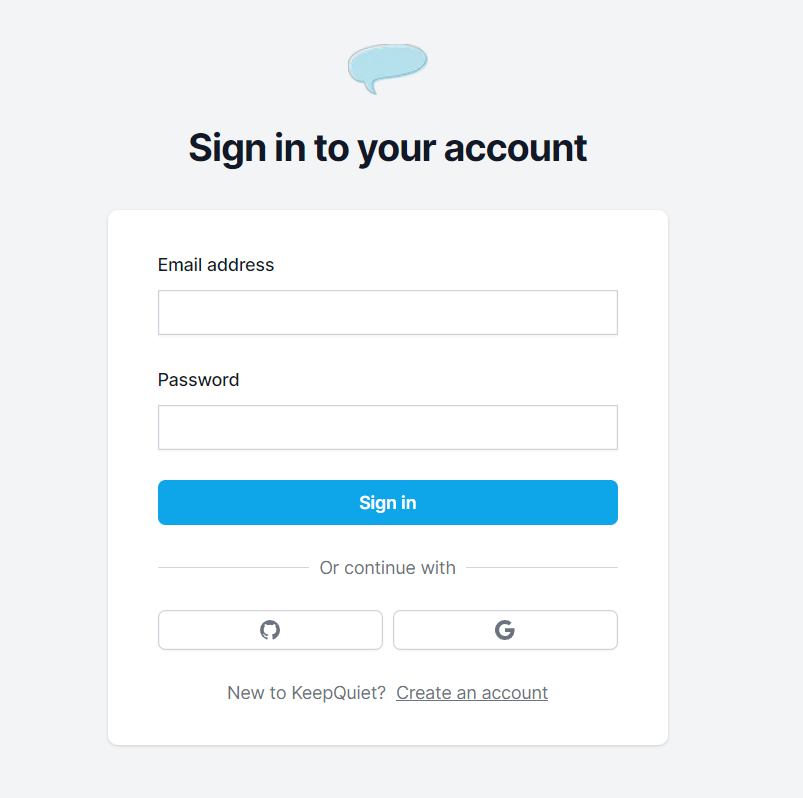 Sign in to your account
Email address
Password
Sign in
Or continue with
New to KeepQuiet? Create an account